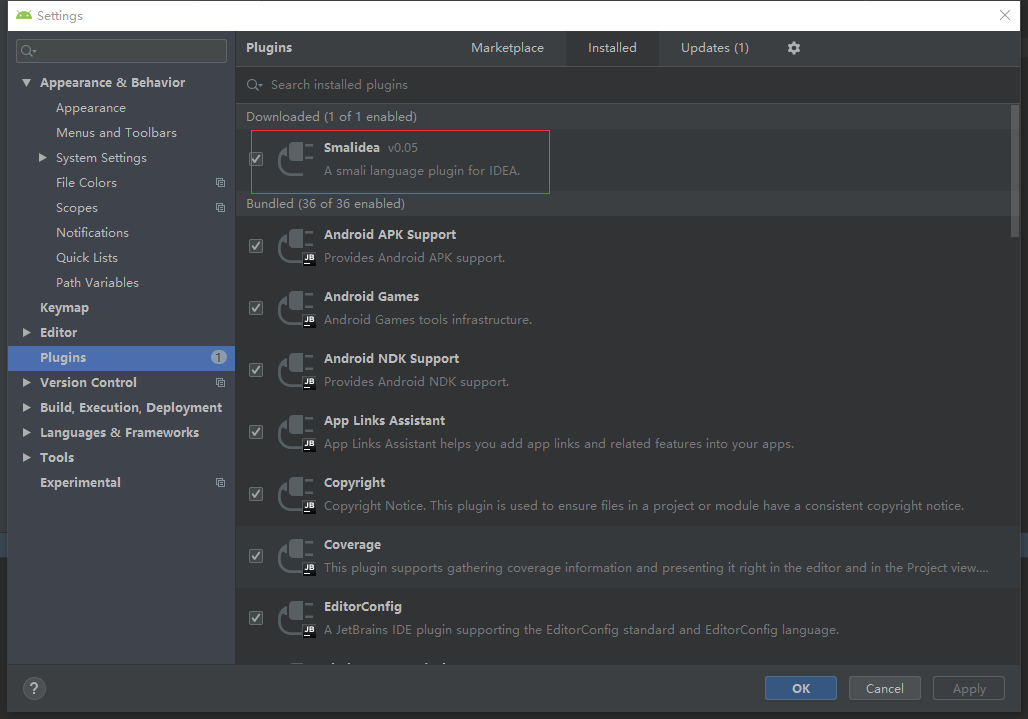 Settings
Appearance & Behavior
Appearance
Menus and Toolbars
System Settings
File Colors
Scopes
Notifications
Quick Lists
Path Variables
Keymap
Editor
Plugins 1
Version Control
Build, Execution, Deployment
Languages & Frameworks
Tools
Experimental
Plugins Marketplace Installed Updates (1)
Search installed plugins
Downloaded (1 of 1 enabled)
Smalidea v0.05
A smali language plugin for IDEA.
Bundled (36 of 36 enabled)
Android APK Support
JB Provides Android APK support.
Android Games
JB Android Games tools infrastructure.
Android NDK Support
JB Provides Android NDK support.
App Links Assistant
JB App Links Assistant helps you add app links and related features into your apps.
Copyright
JB Copyright Notice. This plugin is used to ensure files in a project or module have a consistent copyright notice.
Coverage
JB This plugin supports gathering coverage information and presenting it right in the editor and in the Project view....
EditorConfig
JB A JetBrains IDE plugin supporting the EditorConfig standard and EditorConfig language.
? OK Cancel Apply